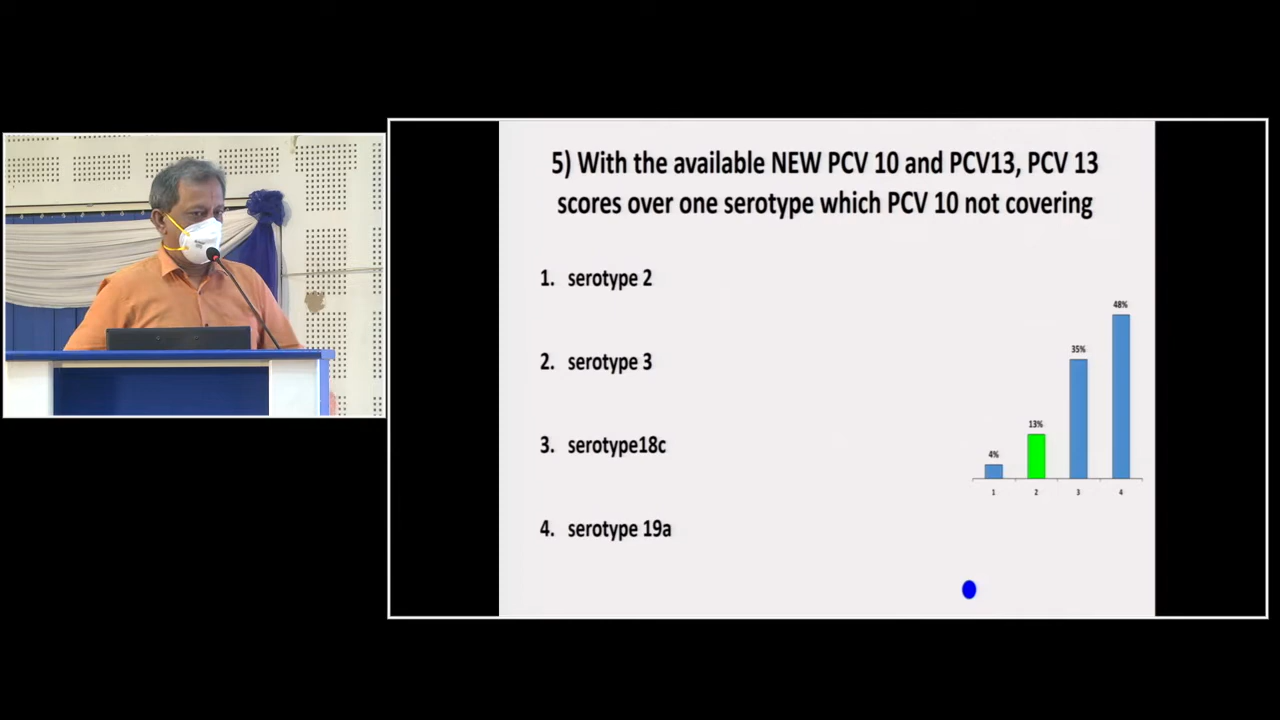 5) With the available NEW PCV 10 and PCV13, PCV 13
scores over one serotype which PCV 10 not covering
1. serotype 2
2. serotype 3
3. serotype18c
4. serotype 19a
48%
35%
13%
4%
1 2 3 4